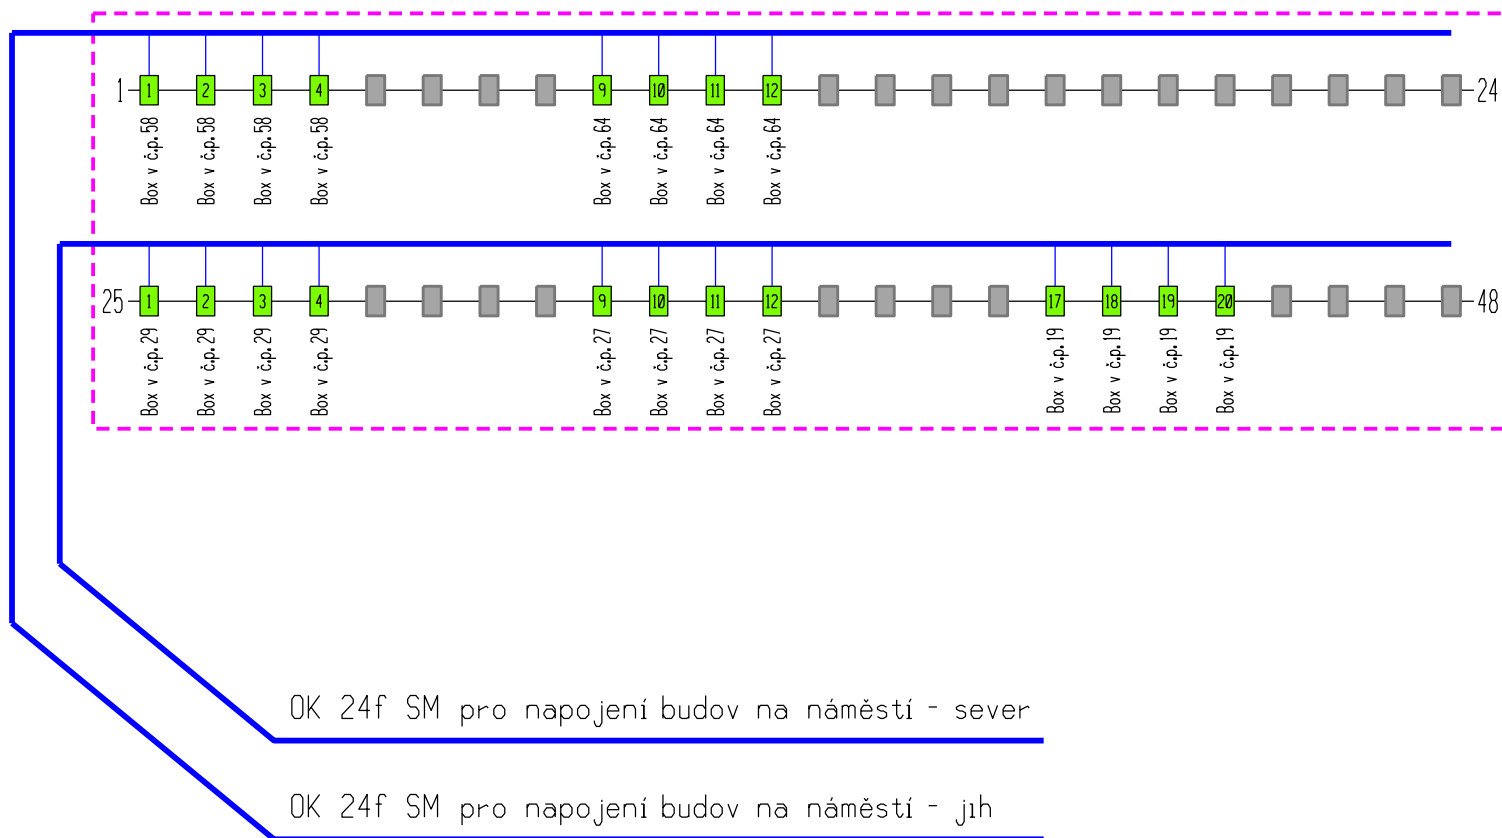 1 1 2 3 4 9 10 11 12 24
Box v č.p.58
Box v č.p.58
Box v č.p.58
Box v č.p.58
Box v č.p.64
Box v č.p.64
Box v č.p.64
Box v č.p.64
25 1 2 3 4 9 10 11 12 17 18 19 20 48
Box v č.p.29
Box v č.p.29
Box v č.p.29
Box v č.p.29
Box v č.p.27
Box v č.p.27
Box v č.p.27
Box v č.p.27
Box v č.p.19
Box v č.p.19
Box v č.p.19
Box v č.p.19
OK 24f SM pro napojení budov na náměstí - sever
OK 24f SM pro napojení budov na náměstí - jih